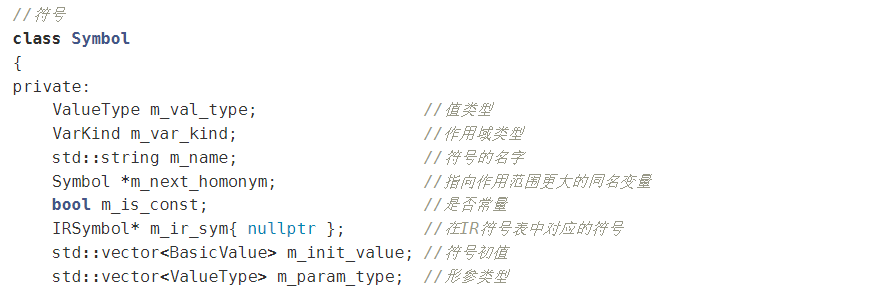 //符号
class Symbol
{
private:
    ValueType m_val_type;                //值类型
    VarKind m_var_kind;                  //作用域类型
    std::string m_name;                  //符号的名字
    Symbol *m_next_homonym;              //指向作用范围更大的同名变量
    bool m_is_const;                     //是否常量
    IRSymbol* m_ir_sym{ nullptr };       //在IR符号表中对应的符号
    std::vector<BasicValue> m_init_value; //符号初值
    std::vector<ValueType> m_param_type;  //形参类型